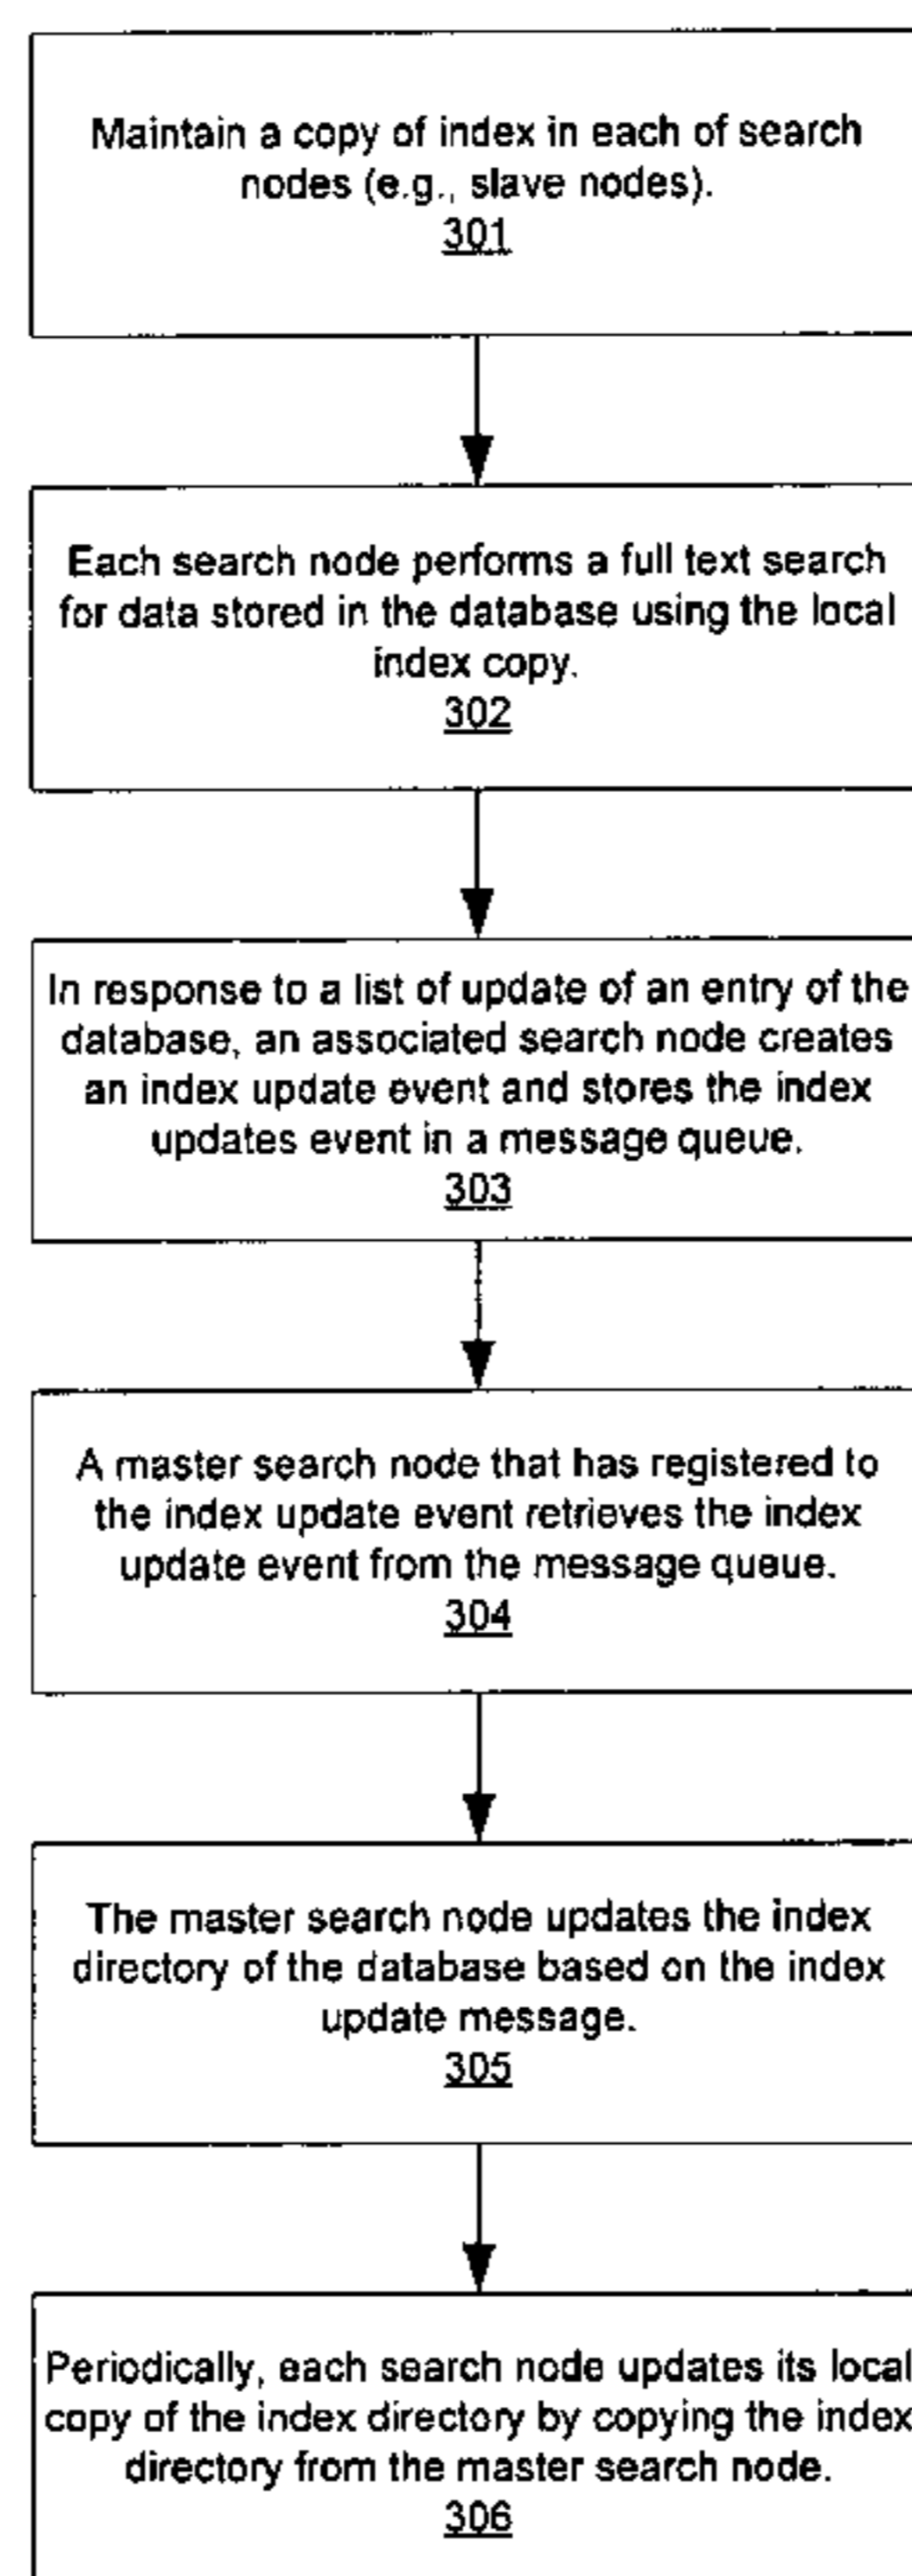 Maintain a copy of index in each of search
nodes (e.g., slave nodes).
301
Each search node performs a full text search
for data stored in the database using the local
index copy.
302
In response to a list of update of an entry of the
database, an associated search node creates
an index update event and stores the index
updates event in a message queue.
303
A master search node that has registered to
the index update event retrieves the index
update event from the message queue.
304
The master search node updates the index
directory of the database based on the index
update message.
305
Periodically, each search node updates its local
copy of the index directory by copying the index
directory from the master search node.
306